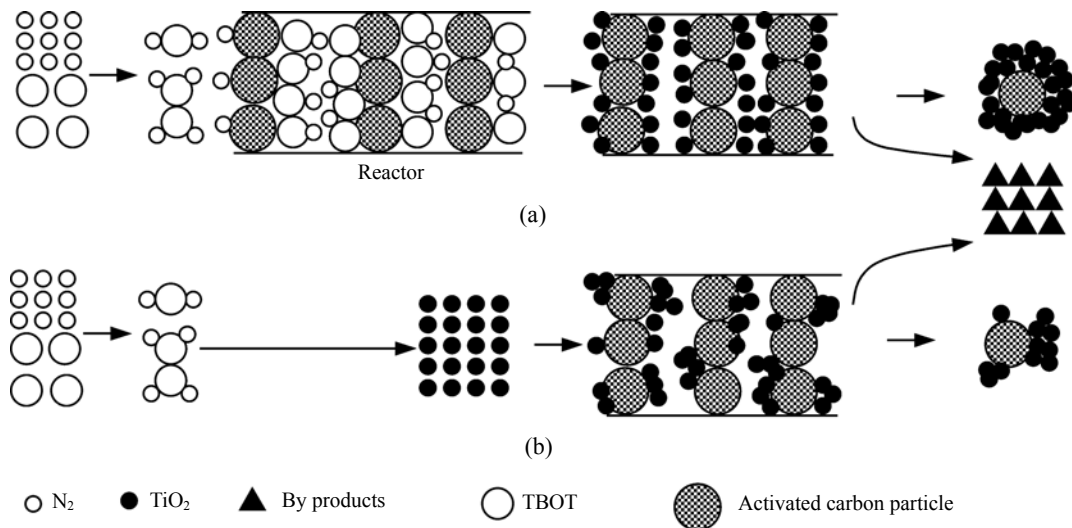 Reactor
(a)
(b)
N₂
TiO₂
By products
TBOT
Activated carbon particle